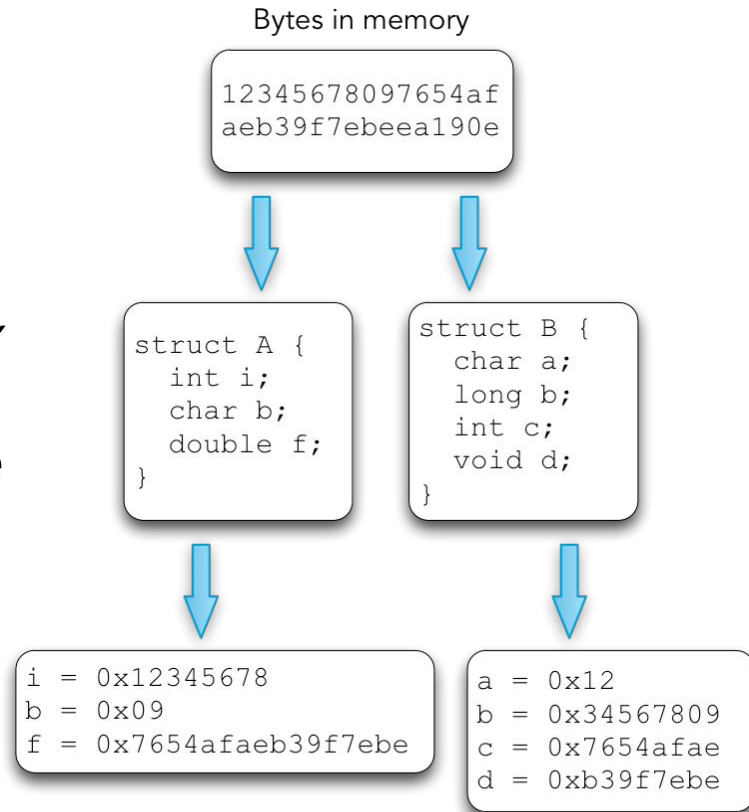 Bytes in memory
12345678097654af
aeb39f7ebeea190e
struct A {
int i;
char b;
double f;
}
struct B {
char a;
long b;
int c;
void d;
}
i = 0x12345678
b = 0x09
f = 0x7654afaeb39f7ebe
a = 0x12
b = 0x34567809
c = 0x7654afae
d = 0xb39f7ebe